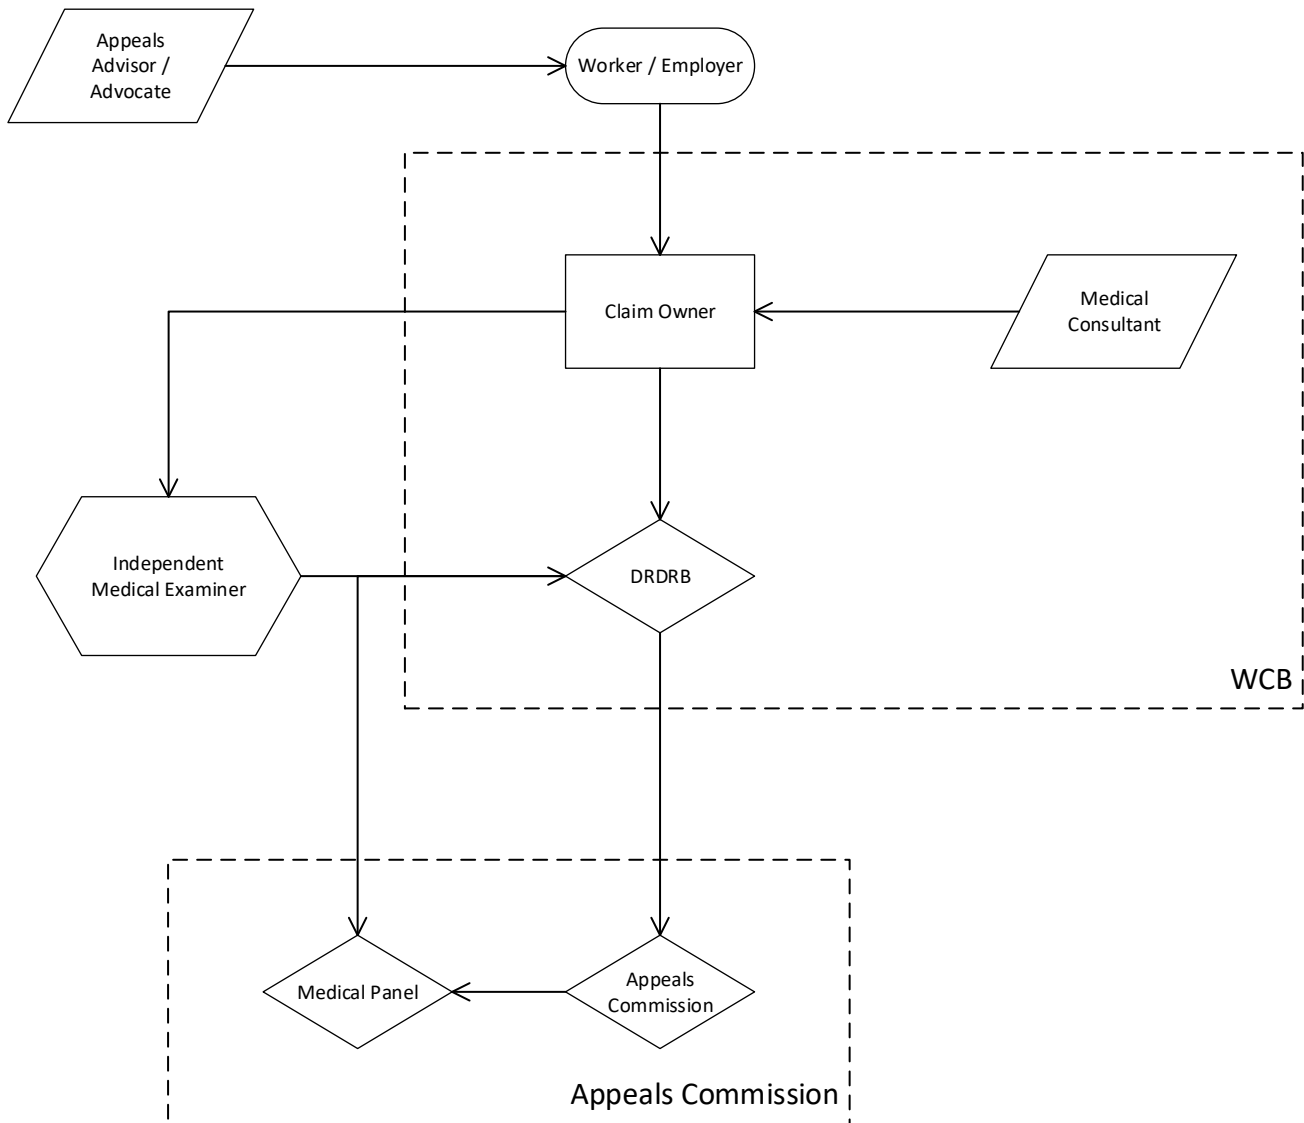 Appeals
Advisor /
Advocate
Worker / Employer
Claim Owner
Medical
Consultant
Independent
Medical Examiner
DRDRB
WCB
Medical Panel
Appeals
Commission
Appeals Commission